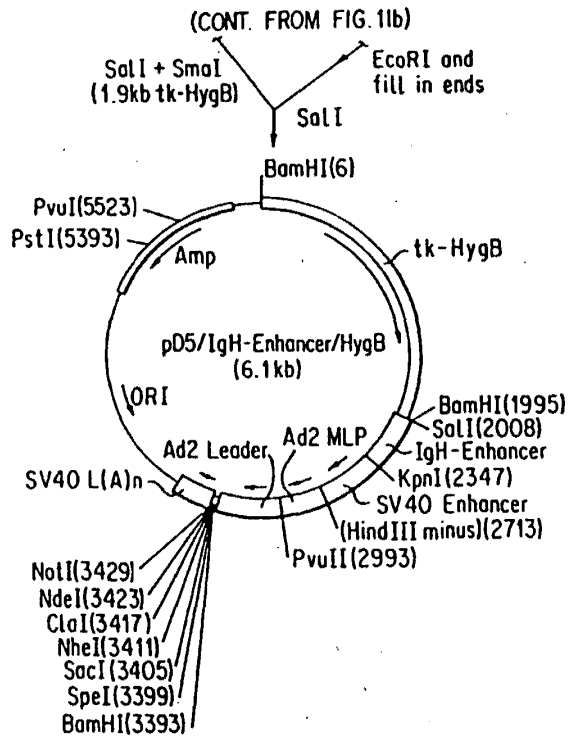 (CONT. FROM FIG. 11b)
SalI + SmaI
(1.9kb tk-HygB)
EcoRI and
fill in ends
SalI
BamHI(6)
PvuI(5523)
PstI(5393)
Amp
tk-HygB
pD5/IgH-Enhancer/HygB
(6.1kb)
ORI
BamHI(1995)
SalI(2008)
IgH-Enhancer
KpnI(2347)
SV40 Enhancer
(HindIII minus)(2713)
PvuII(2993)
Ad2 Leader
Ad2 MLP
SV40 L(A)n
NotI(3429)
NdeI(3423)
ClaI(3417)
NheI(3411)
SacI(3405)
SpeI(3399)
BamHI(3393)